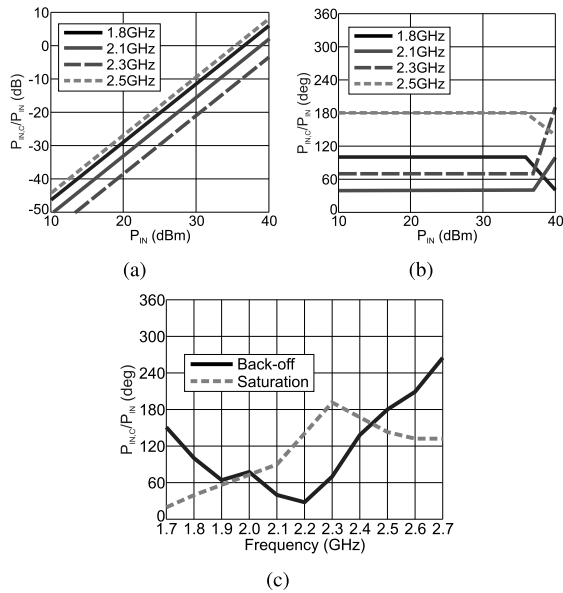 10
0
-10
-20
-30
-40
-50
10
20
30
40
P_IN,C/P_IN (dB)
P_IN (dBm)
1.8GHz
2.1GHz
2.3GHz
2.5GHz
(a)
360
300
240
180
120
60
0
10
20
30
40
P_IN,C/P_IN (deg)
P_IN (dBm)
1.8GHz
2.1GHz
2.3GHz
2.5GHz
(b)
360
300
240
180
120
60
0
P_IN,C/P_IN (deg)
Back-off
Saturation
1.7 1.8 1.9 2.0 2.1 2.2 2.3 2.4 2.5 2.6 2.7
Frequency (GHz)
(c)